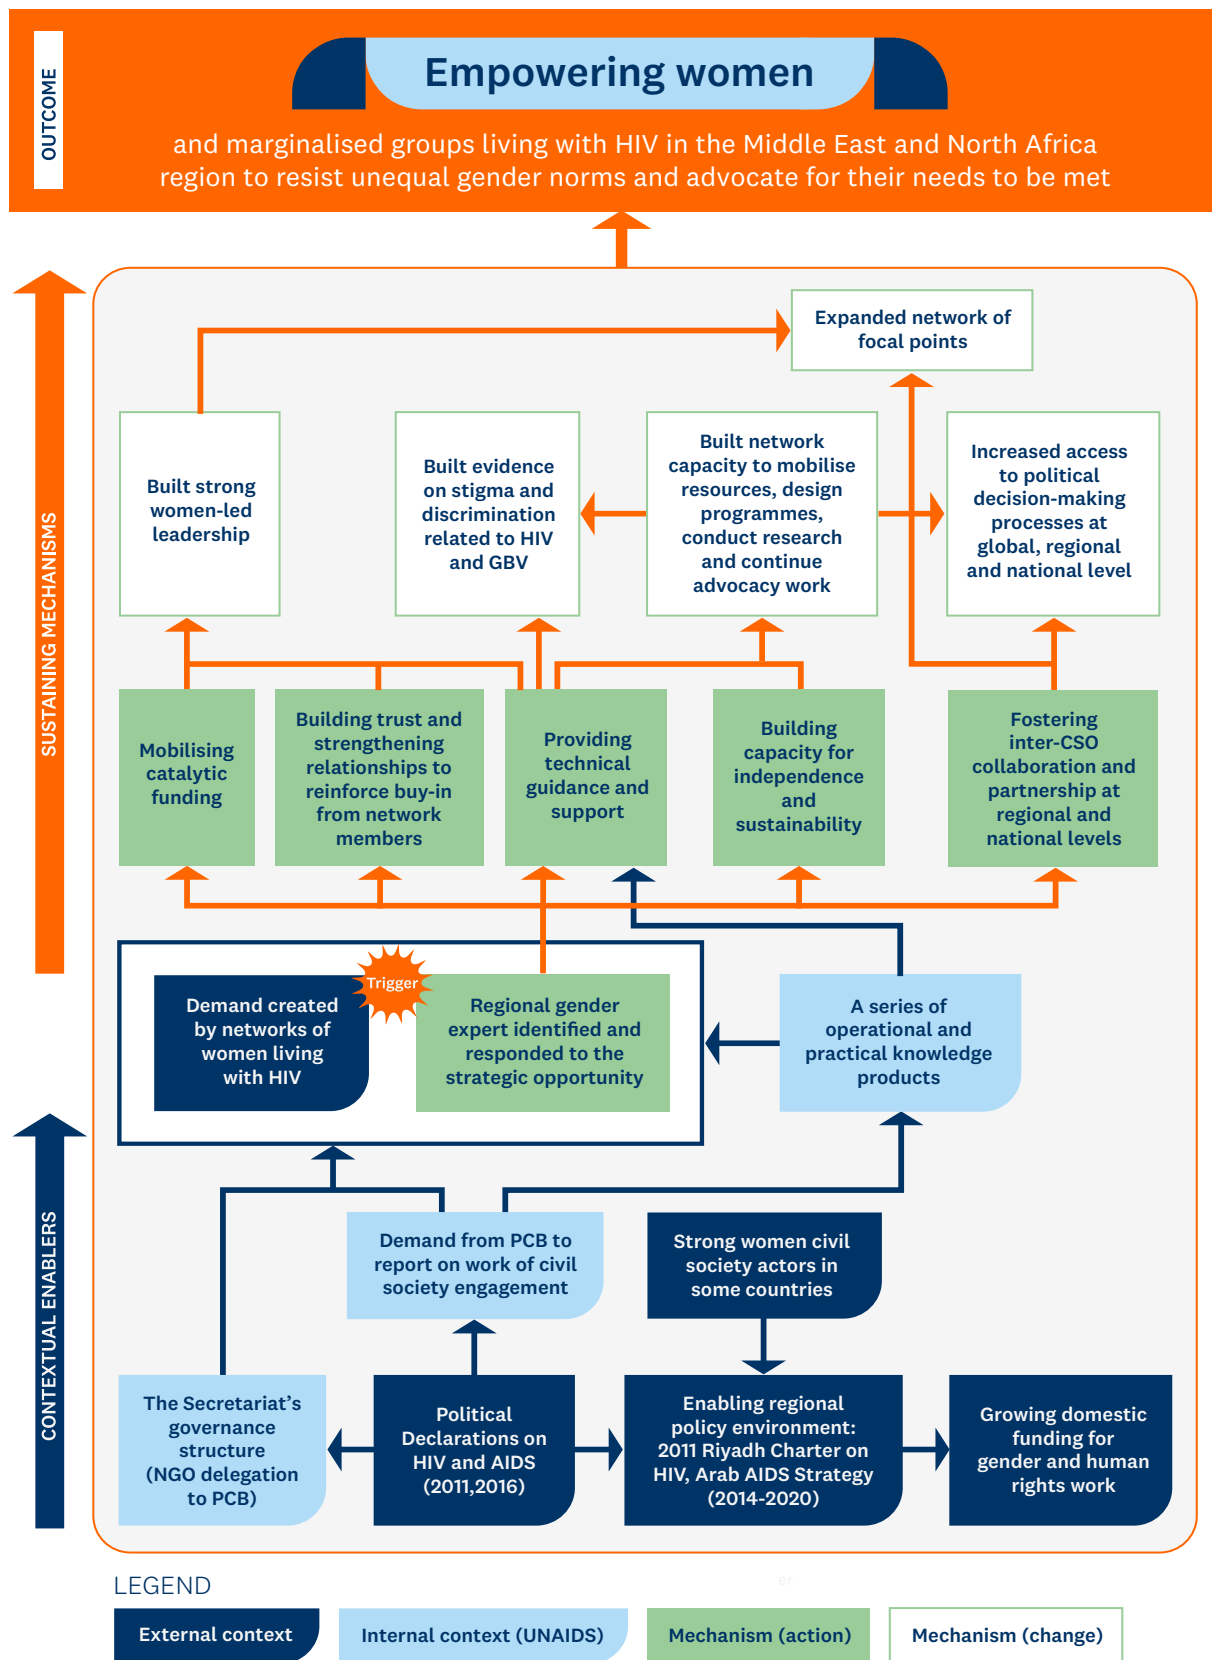 OUTCOME
Empowering women
and marginalised groups living with HIV in the Middle East and North Africa
region to resist unequal gender norms and advocate for their needs to be met
SUSTAINING MECHANISMS
Expanded network of
focal points
Built strong
women-led
leadership
Built evidence
on stigma and
discrimination
related to HIV
and GBV
Built network
capacity to mobilise
resources, design
programmes,
conduct research
and continue
advocacy work
Increased access
to political
decision-making
processes at
global, regional
and national level
Mobilising
catalytic
funding
Building trust and
strengthening
relationships to
reinforce buy-in
from network
members
Providing
technical
guidance and
support
Building
capacity for
independence
and
sustainability
Fostering
inter-CSO
collaboration and
partnership at
regional and
national levels
Demand created
by networks of
women living
with HIV
Trigger
Regional gender
expert identified and
responded to the
strategic opportunity
A series of
operational and
practical knowledge
products
CONTEXTUAL ENABLERS
Demand from PCB to
report on work of civil
society engagement
Strong women civil
society actors in
some countries
The Secretariat's
governance
structure
(NGO delegation
to PCB)
Political
Declarations on
HIV and AIDS
(2011,2016)
Enabling regional
policy environment:
2011 Riyadh Charter on
HIV, Arab AIDS Strategy
(2014-2020)
Growing domestic
funding for
gender and human
rights work
LEGEND
er
External context
Internal context (UNAIDS)
Mechanism (action)
Mechanism (change)